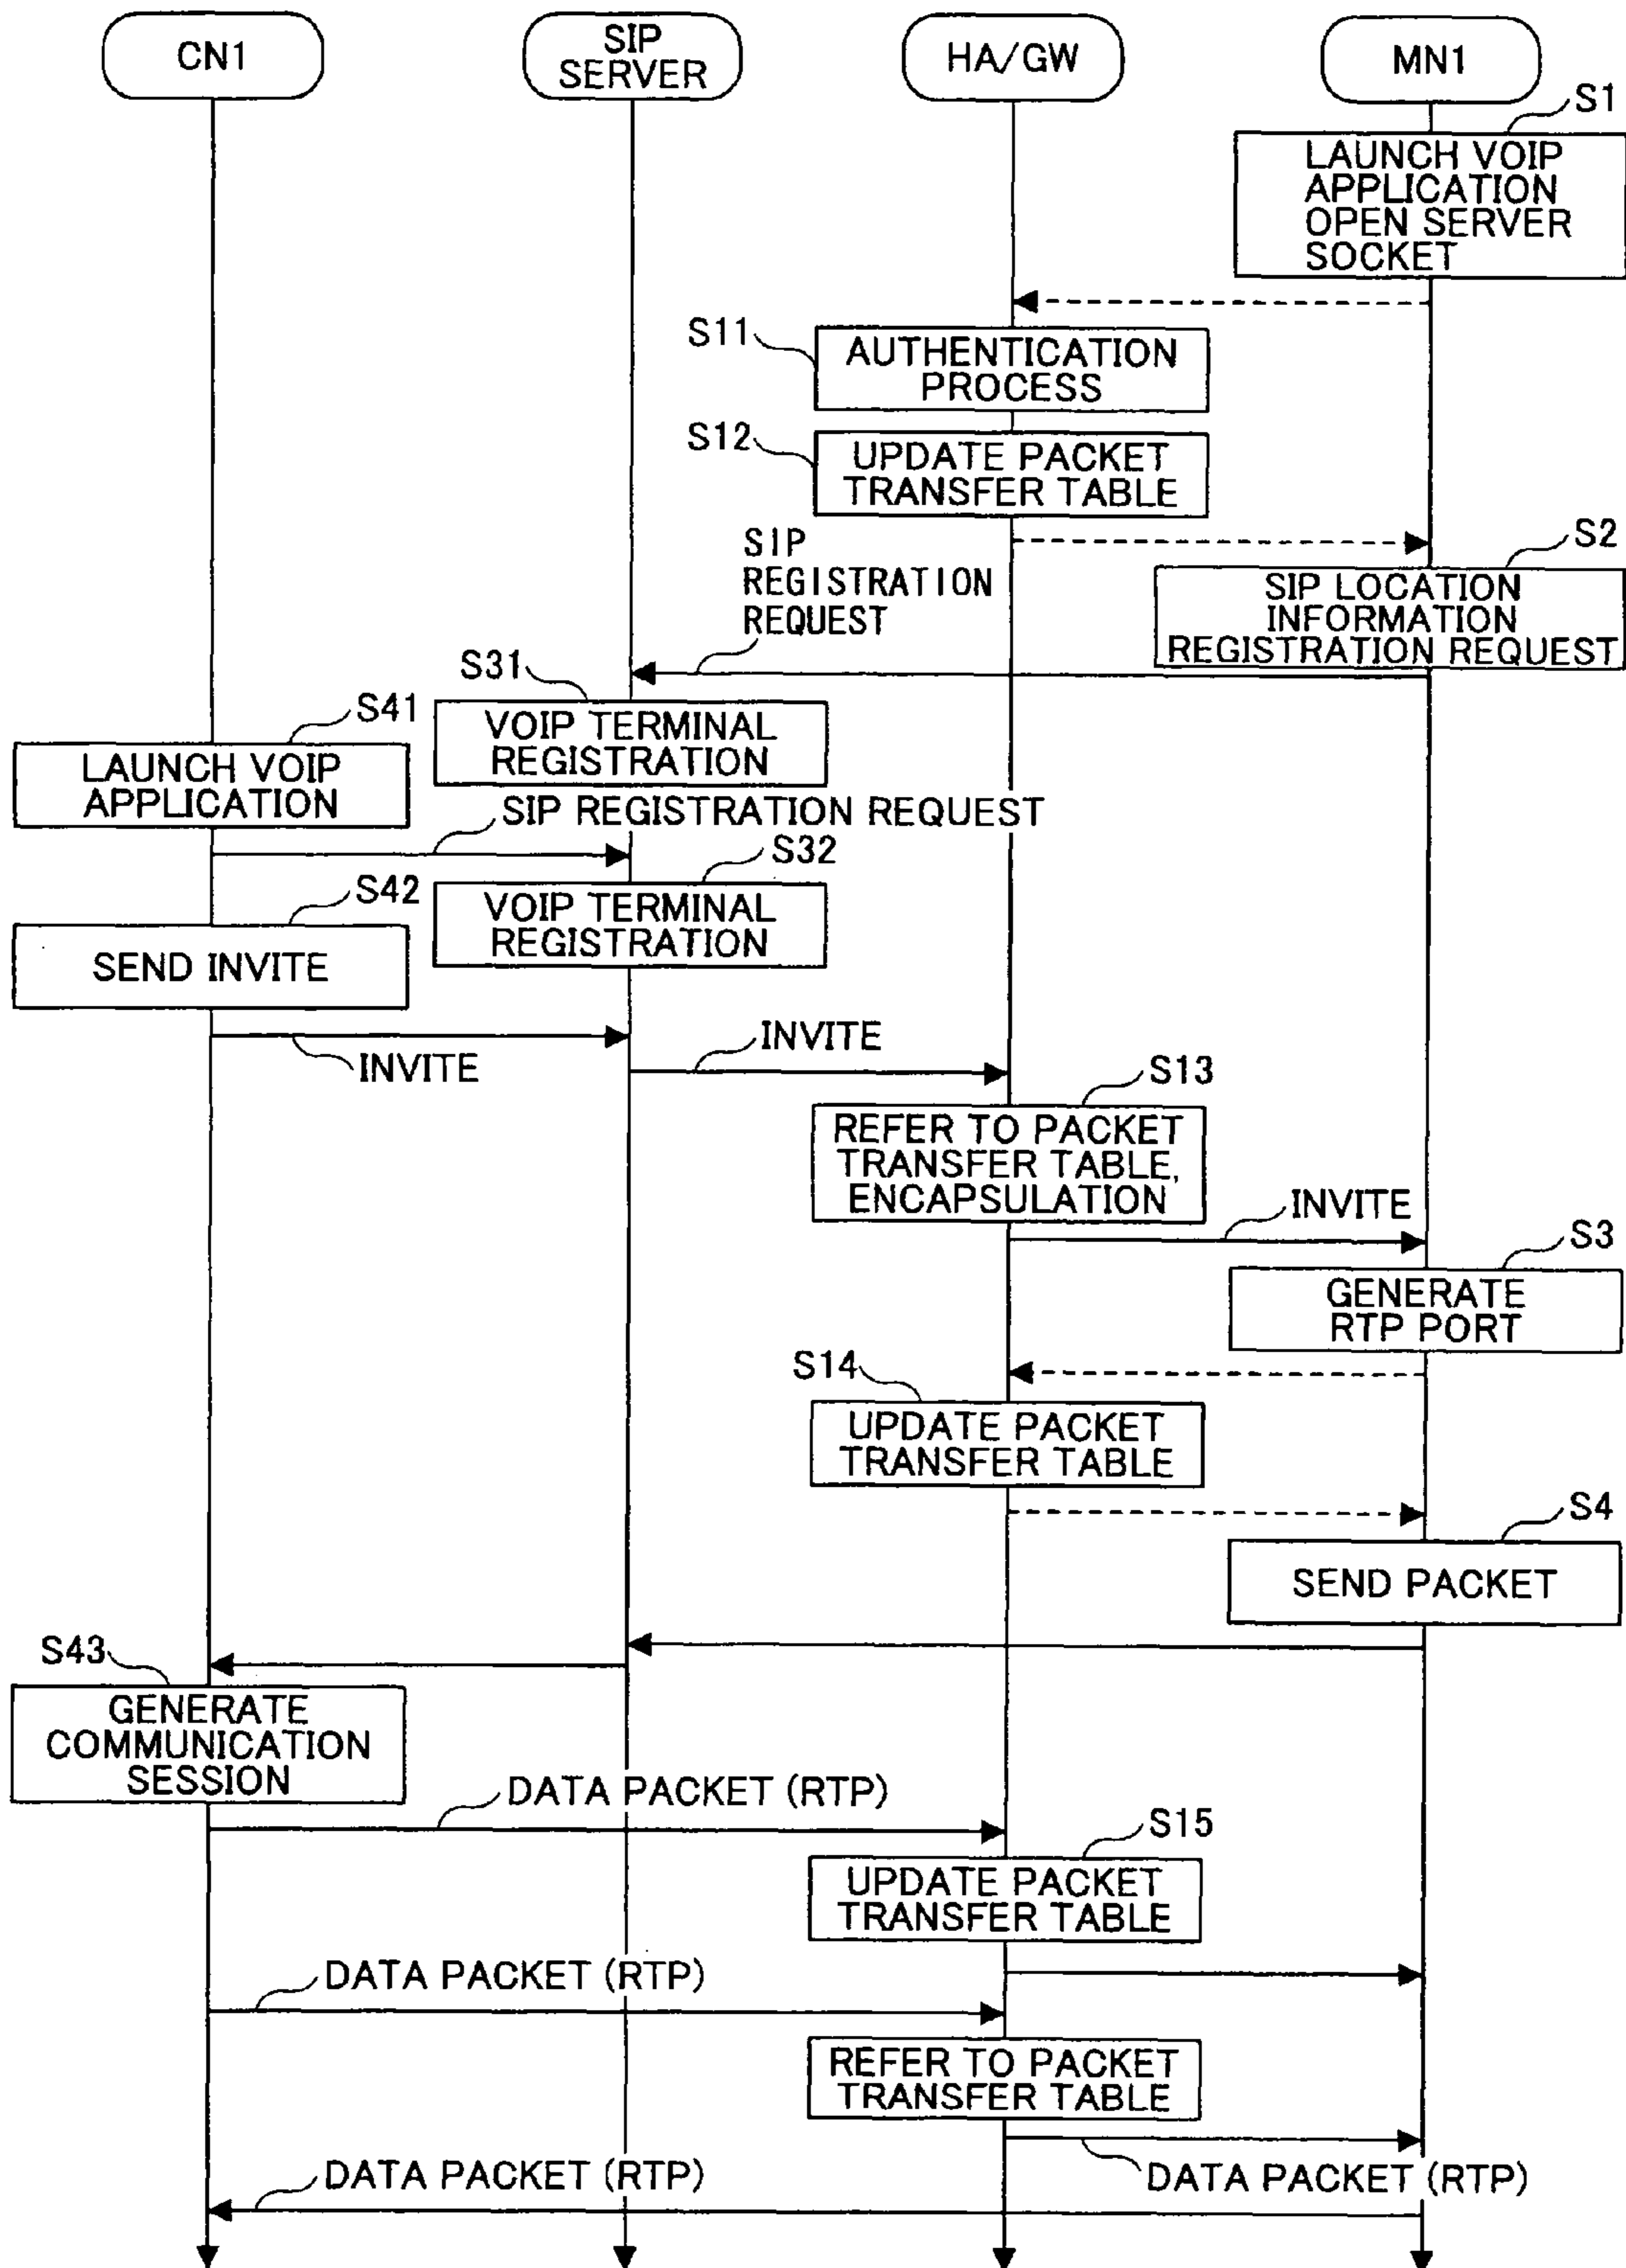 CN1
SIP
SERVER
HA/GW
MN1
S1
LAUNCH VOIP
APPLICATION
OPEN SERVER
SOCKET
S11
AUTHENTICATION
PROCESS
S12
UPDATE PACKET
TRANSFER TABLE
SIP
REGISTRATION
REQUEST
S2
SIP LOCATION
INFORMATION
REGISTRATION REQUEST
S31
VOIP TERMINAL
REGISTRATION
S41
LAUNCH VOIP
APPLICATION
SIP REGISTRATION REQUEST
S32
VOIP TERMINAL
REGISTRATION
S42
SEND INVITE
INVITE
INVITE
S13
REFER TO PACKET
TRANSFER TABLE,
ENCAPSULATION
INVITE
S3
GENERATE
RTP PORT
S14
UPDATE PACKET
TRANSFER TABLE
S4
SEND PACKET
S43
GENERATE
COMMUNICATION
SESSION
DATA PACKET (RTP)
S15
UPDATE PACKET
TRANSFER TABLE
DATA PACKET (RTP)
REFER TO PACKET
TRANSFER TABLE
DATA PACKET (RTP)
DATA PACKET (RTP)